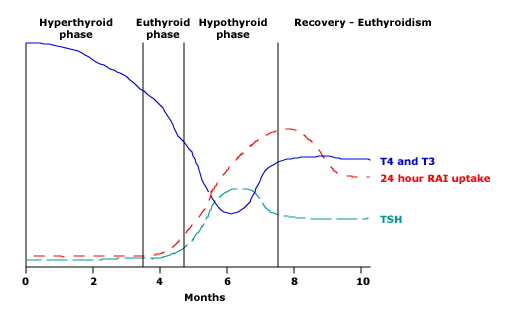 Hyperthyroid
phase
Euthyroid
phase
Hypothyroid
phase
Recovery - Euthyroidism
T4 and T3
24 hour RAI uptake
TSH
0 2 4 6 8 10
Months